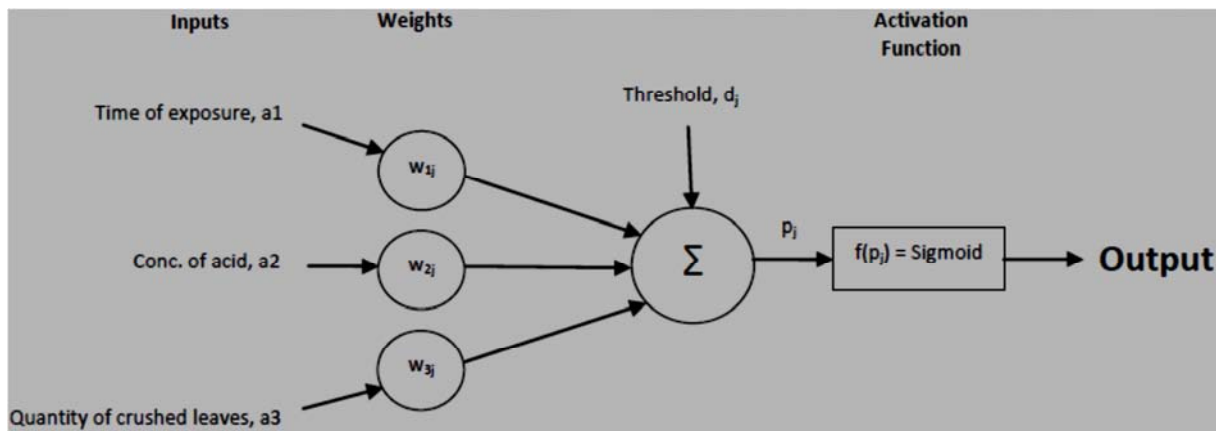 Inputs
Weights
Activation
Function
Time of exposure, a1
Threshold, dj
w1j
Conc. of acid, a2
w2j
Σ
pj
f(pj) = Sigmoid
Output
w3j
Quantity of crushed leaves, a3